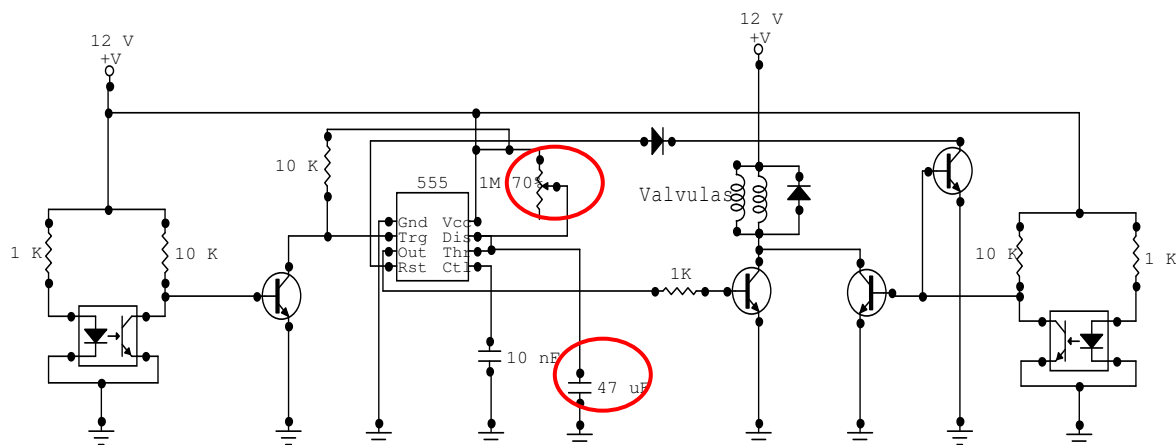 12 V
+V
12 V
+V
10 K
555
1M 70%
Valvulas
1 K
10 K
Gnd Vcc
Trg Dis
Out Thr
Rst Ctl
1K
10 K
1 K
10 nF
47 uF